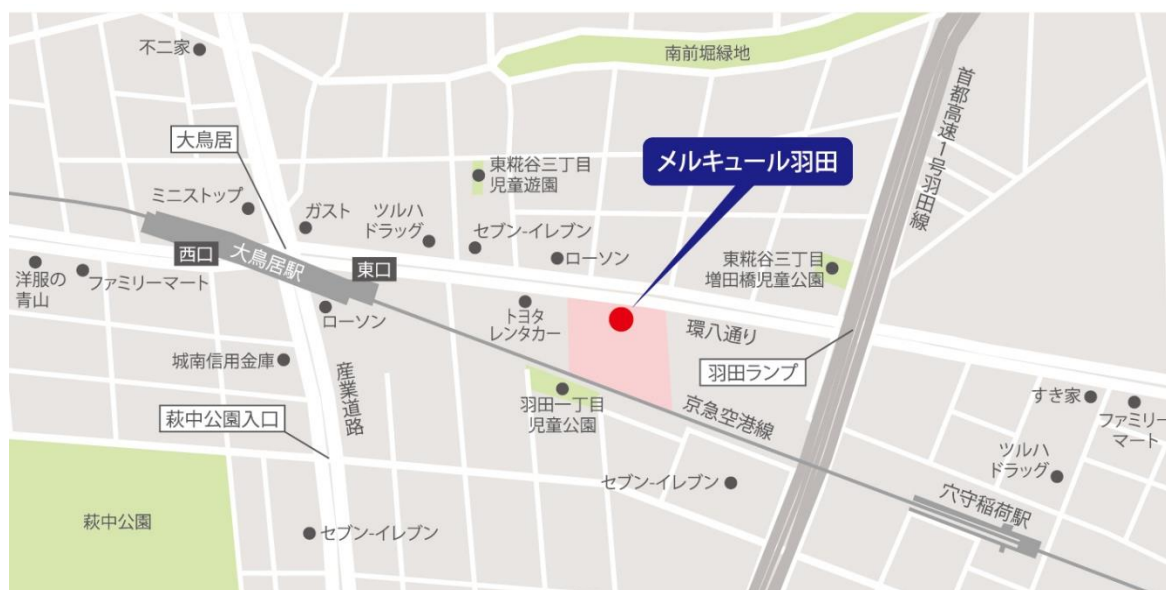 不二家
南前堀緑地
首都高速1号羽田線
大鳥居
メルキュール羽田
東糀谷三丁目
児童遊園
ミニストップ
ガスト
ツルハ
ドラッグ
セブン-イレブン
ローソン
東糀谷三丁目
増田橋児童公園
西口
大鳥居駅
東口
洋服の
青山
ファミリーマート
ローソン
トヨタ
レンタカー
環八通り
城南信用金庫
産業道路
羽田ランプ
萩中公園入口
羽田一丁目
児童公園
京急空港線
すき家
ファミリー
マート
ツルハ
ドラッグ
セブン-イレブン
穴守稲荷駅
萩中公園
セブン-イレブン